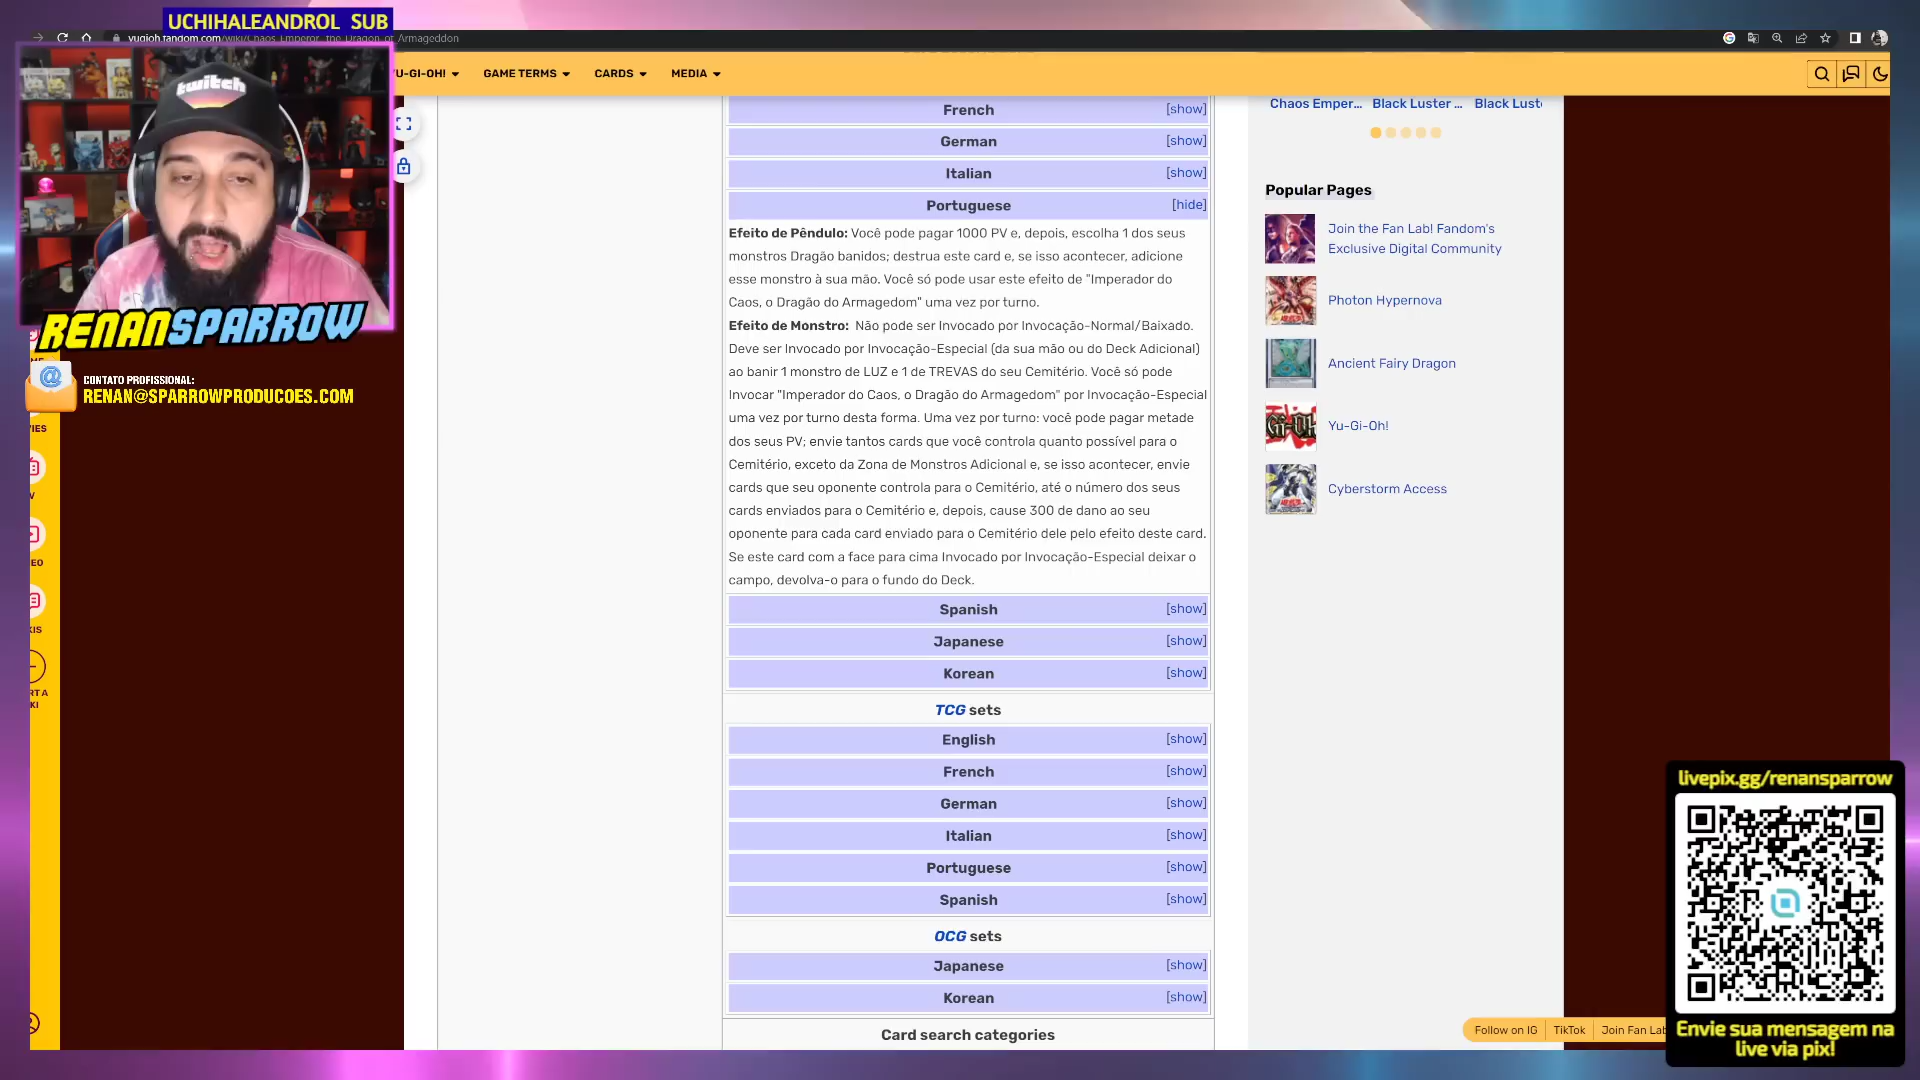 UCHIHALEANDROL SUB
yugioh.fandom.com/wiki/Chaos_Emperor,_the_Dragon_of_Armageddon
twitch
YU-GI-OH!
GAME TERMS
CARDS
MEDIA
RENANSPARROW
CONTATO PROFISSIONAL:
RENAN@SPARROWPRODUCOES.COM
French [show]
German [show]
Italian [show]
Portuguese [hide]
Efeito de Pêndulo: Você pode pagar 1000 PV e, depois, escolha 1 dos seus
monstros Dragão banidos; destrua este card e, se isso acontecer, adicione
esse monstro à sua mão. Você só pode usar este efeito de "Imperador do
Caos, o Dragão do Armagedom" uma vez por turno.
Efeito de Monstro: Não pode ser Invocado por Invocação-Normal/Baixado.
Deve ser Invocado por Invocação-Especial (da sua mão ou do Deck Adicional)
ao banir 1 monstro de LUZ e 1 de TREVAS do seu Cemitério. Você só pode
Invocar "Imperador do Caos, o Dragão do Armagedom" por Invocação-Especial
uma vez por turno desta forma. Uma vez por turno: você pode pagar metade
dos seus PV; envie tantos cards que você controla quanto possível para o
Cemitério, exceto da Zona de Monstros Adicional e, se isso acontecer, envie
cards que seu oponente controla para o Cemitério, até o número dos seus
cards enviados para o Cemitério e, depois, cause 300 de dano ao seu
oponente para cada card enviado para o Cemitério dele pelo efeito deste card.
Se este card com a face para cima Invocado por Invocação-Especial deixar o
campo, devolva-o para o fundo do Deck.
Spanish [show]
Japanese [show]
Korean [show]
TCG sets
English [show]
French [show]
German [show]
Italian [show]
Portuguese [show]
Spanish [show]
OCG sets
Japanese [show]
Korean [show]
Card search categories
Chaos Emper...
Black Luster ...
Black Lust
Popular Pages
Join the Fan Lab! Fandom's
Exclusive Digital Community
Photon Hypernova
Ancient Fairy Dragon
Yu-Gi-Oh!
Cyberstorm Access
Follow on IG
TikTok
Join Fan Lab
livepix.gg/renansparrow
Envie sua mensagem na
live via pix!